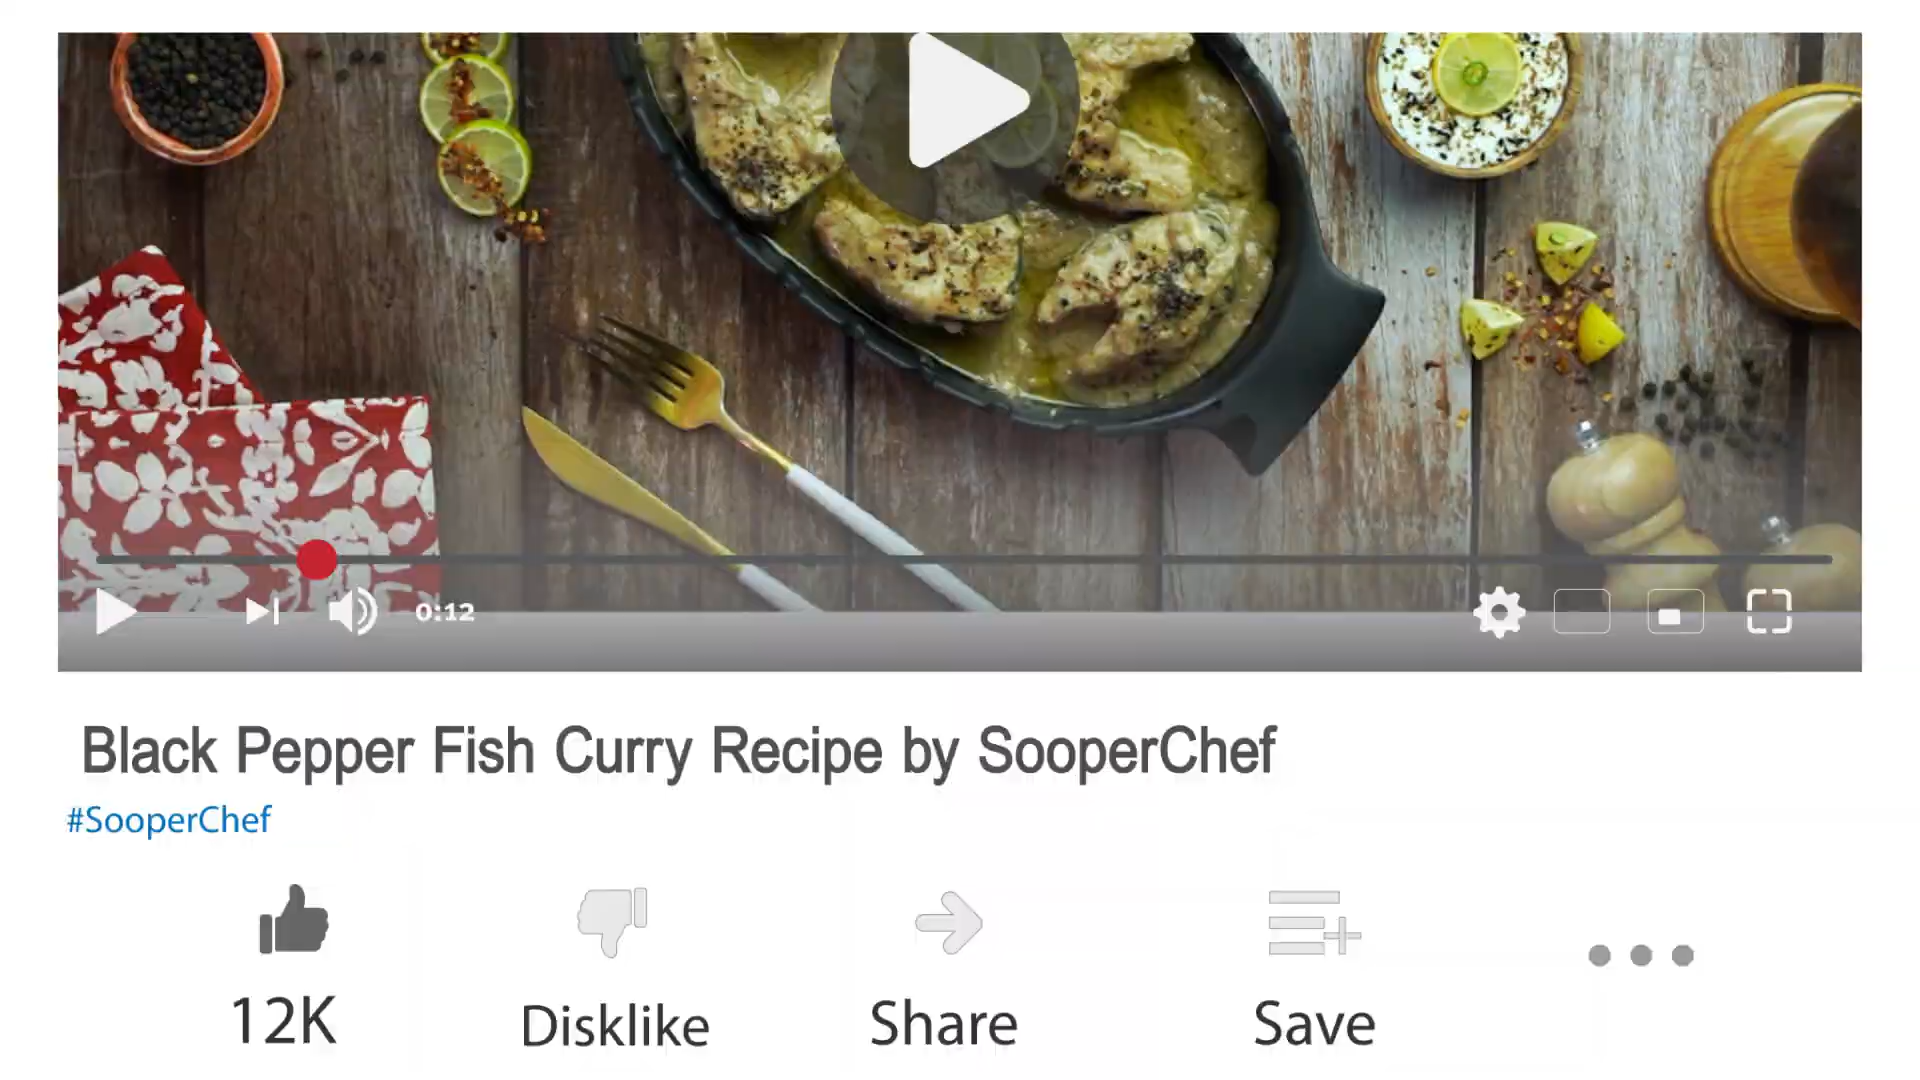 0:12
Black Pepper Fish Curry Recipe by SooperChef
#SooperChef
12K
Disklike
Share
Save